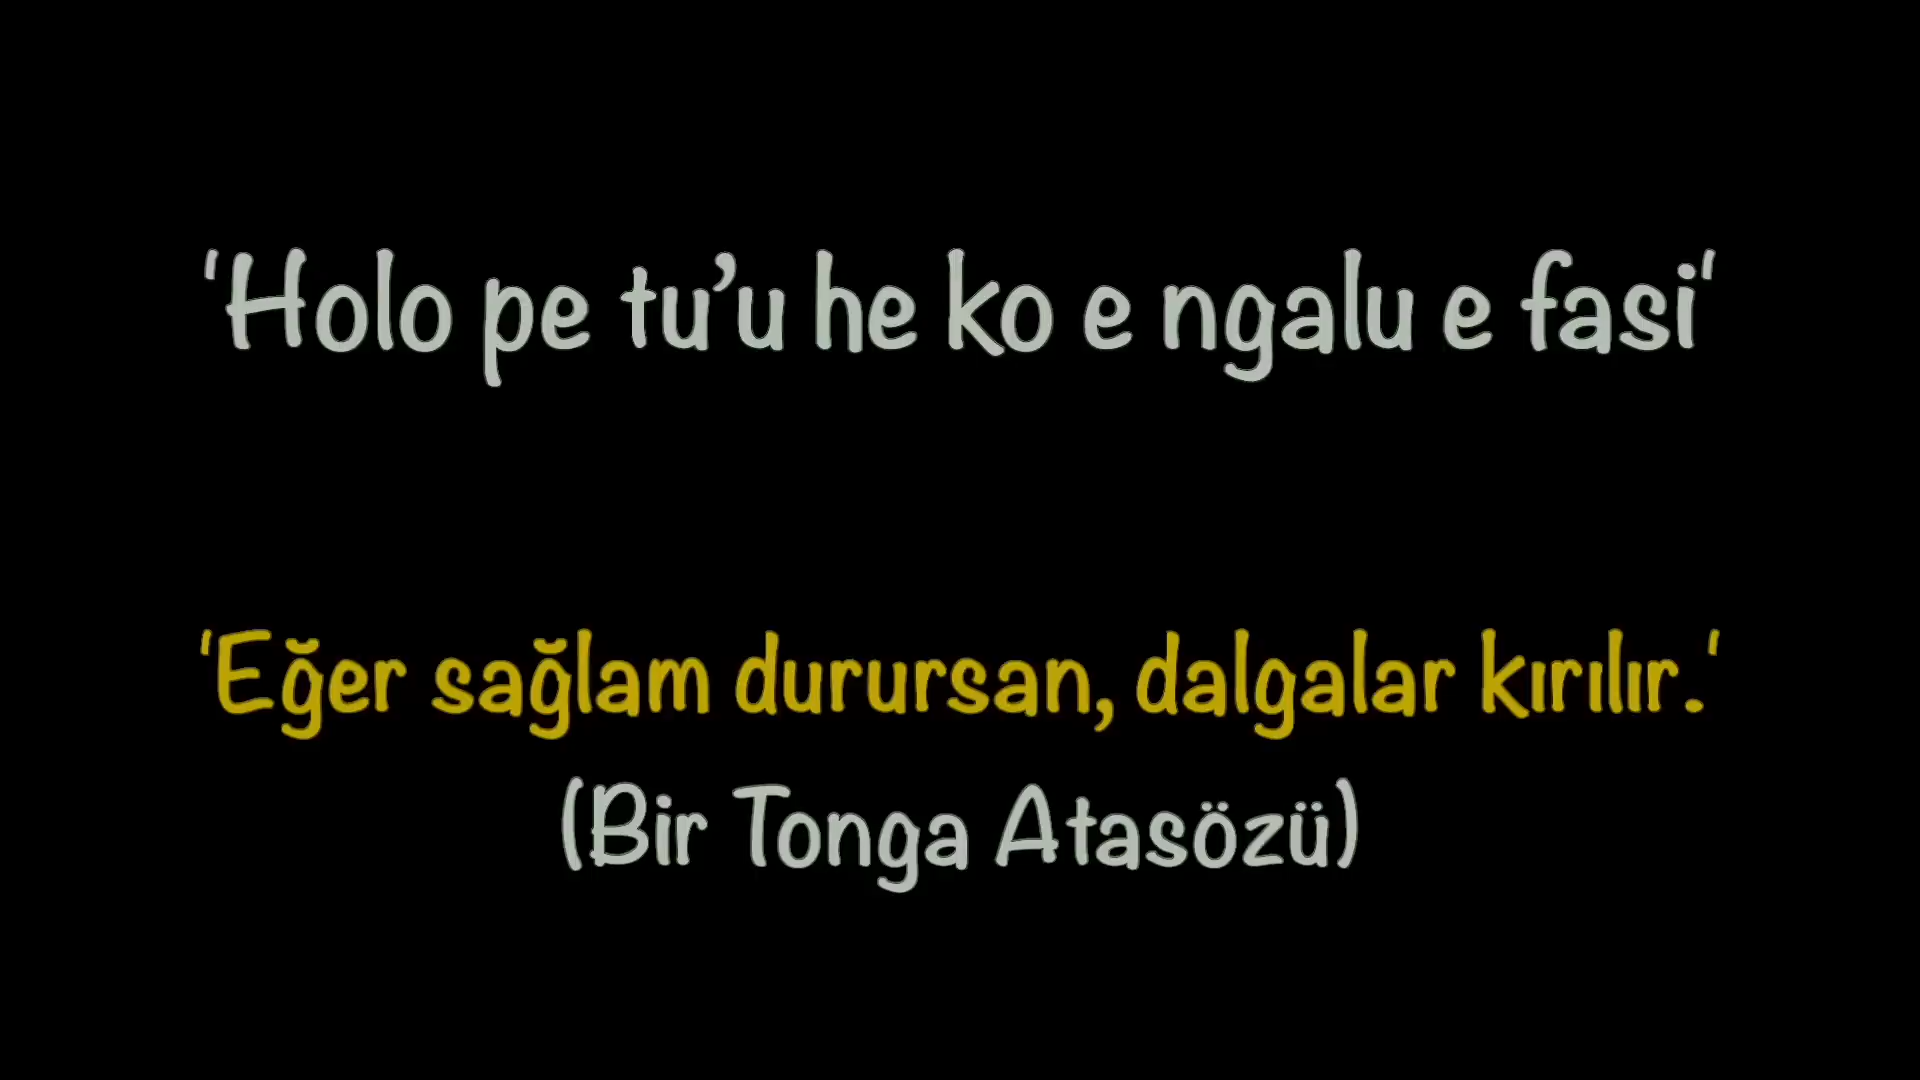 'Holo pe tu’u he ko e ngalu e fasi'
'Eğer sağlam durursan, dalgalar kırılır.'
(Bir Tonga Atasözü)